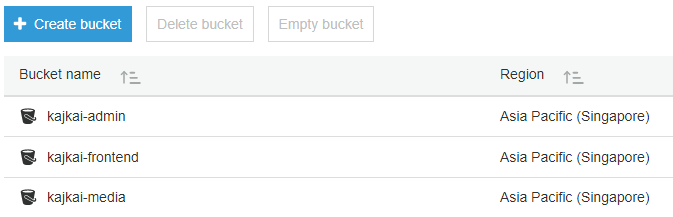 Create bucket Delete bucket Empty bucket
Bucket name Region
kajkai-admin Asia Pacific (Singapore)
kajkai-frontend Asia Pacific (Singapore)
kajkai-media Asia Pacific (Singapore)